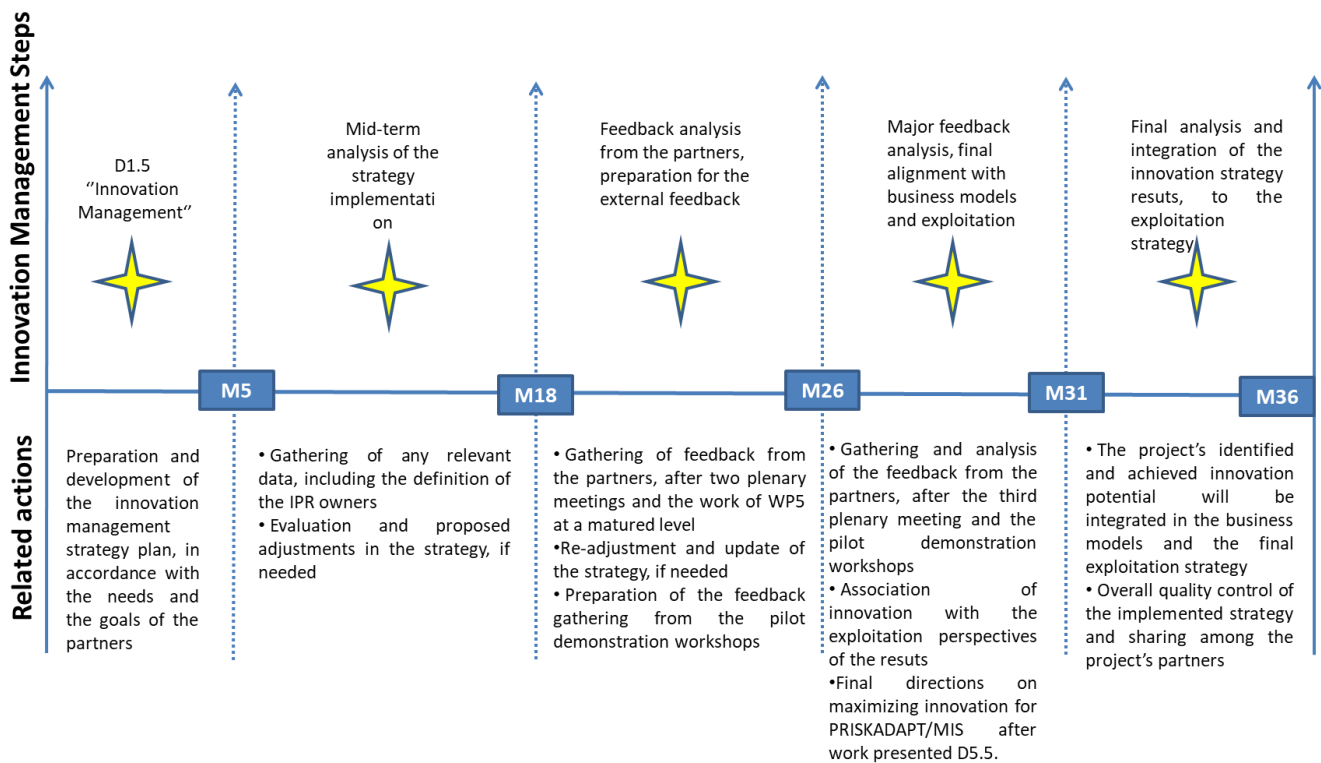 Innovation Management Steps
D1.5
“Innovation
Management”
Mid-term
analysis of the
strategy
implementati
on
Feedback analysis
from the partners,
preparation for the
external feedback
Major feedback
analysis, final
alignment with
business models
and exploitation
Final analysis and
integration of the
innovation strategy
resuts, to the
exploitation
strategy
M5
M18
M26
M31
M36
Related actions
Preparation and
development of
the innovation
management
strategy plan, in
accordance with
the needs and
the goals of the
partners
• Gathering of any relevant
data, including the definition of
the IPR owners
• Evaluation and proposed
adjustments in the strategy, if
needed
• Gathering of feedback from
the partners, after two plenary
meetings and the work of WP5
at a matured level
•Re-adjustment and update of
the strategy, if needed
• Preparation of the feedback
gathering from the pilot
demonstration workshops
• Gathering and analysis
of the feedback from the
partners, after the third
plenary meeting and the
pilot demonstration
workshops
•Association of
innovation with the
exploitation perspectives
of the resuts
•Final directions on
maximizing innovation for
PRISKADAPT/MIS after
work presented D5.5.
• The project’s identified
and achieved innovation
potential will be
integrated in the business
models and the final
exploitation strategy
• Overall quality control of
the implemented strategy
and sharing among the
project’s partners